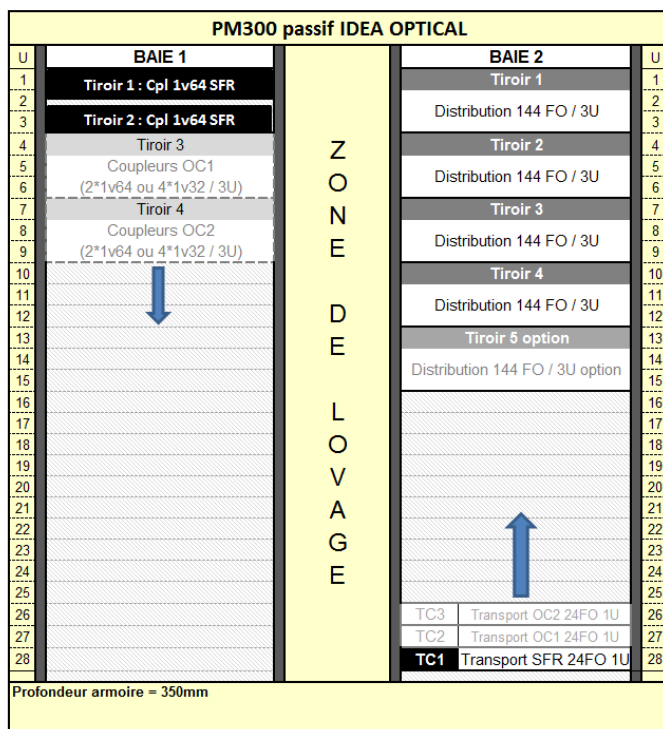 PM300 passif IDEA OPTICAL
U
BAIE 1
BAIE 2
U
1
2
3
4
5
6
7
8
9
10
11
12
13
14
15
16
17
18
19
20
21
22
23
24
25
26
27
28
Tiroir 1 : Cpl 1v64 SFR
Tiroir 2 : Cpl 1v64 SFR
Tiroir 3
Coupleurs OC1
(2*1v64 ou 4*1v32 / 3U)
Tiroir 4
Coupleurs OC2
(2*1v64 ou 4*1v32 / 3U)
Z
O
N
E
D
E
L
O
V
A
G
E
Tiroir 1
Distribution 144 FO / 3U
Tiroir 2
Distribution 144 FO / 3U
Tiroir 3
Distribution 144 FO / 3U
Tiroir 4
Distribution 144 FO / 3U
Tiroir 5 option
Distribution 144 FO / 3U option
TC3 Transport OC2 24FO 1U
TC2 Transport OC1 24FO 1U
TC1 Transport SFR 24FO 1U
1
2
3
4
5
6
7
8
9
10
11
12
13
14
15
16
17
18
19
20
21
22
23
24
25
26
27
28
Profondeur armoire = 350mm